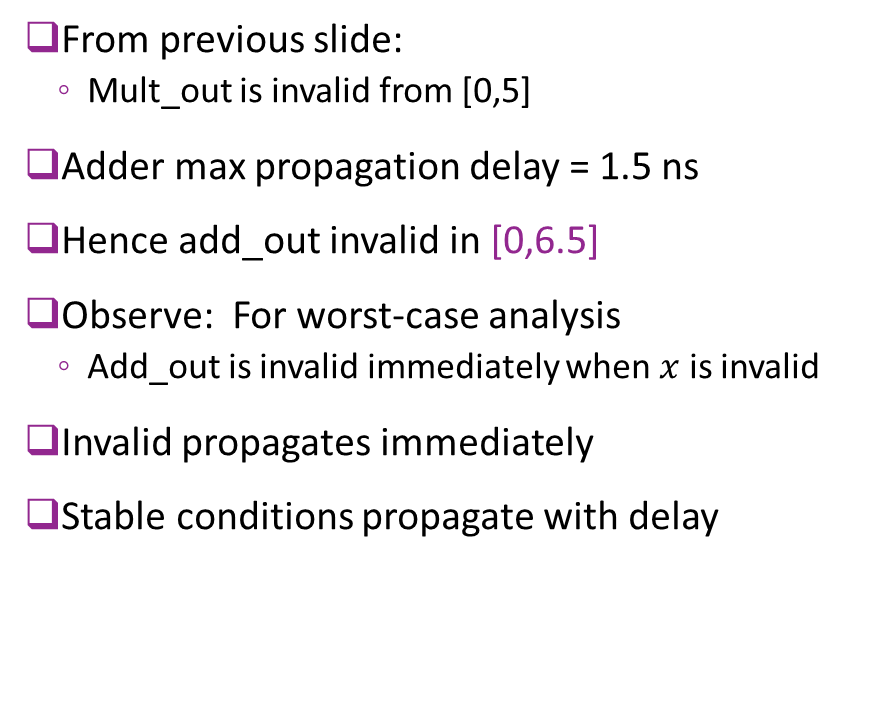 From previous slide:
Mult_out is invalid from [0,5]
Adder max propagation delay = 1.5 ns
Hence add_out invalid in [0,6.5]
Observe: For worst-case analysis
Add_out is invalid immediately when 𝑥 is invalid
Invalid propagates immediately
Stable conditions propagate with delay